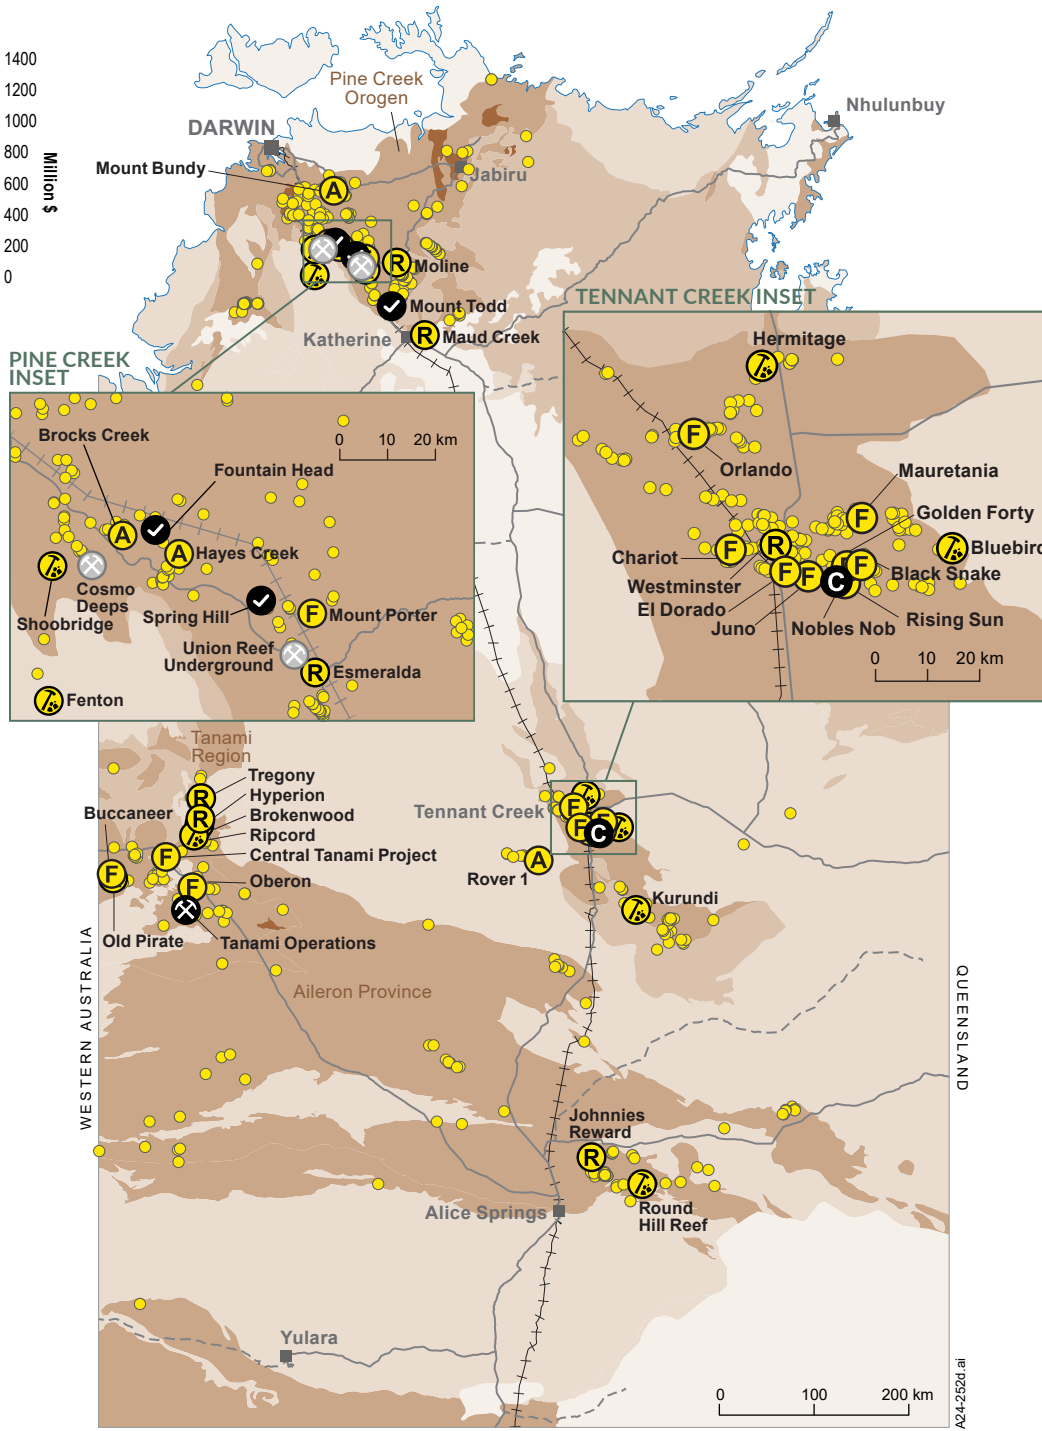 1400
1200
1000
800
600
400
200
0
Million $
Pine Creek
Orogen
DARWIN
Nhulunbuy
Mount Bundy
A
Jabiru
R
Moline
Mount Todd
Katherine
R
Maud Creek
PINE CREEK
INSET
0 10 20 km
Brocks Creek
Fountain Head
A
A
Hayes Creek
Cosmo
Deeps
Shoobridge
Spring Hill
F
Mount Porter
Union Reef
Underground
R
Esmeralda
Fenton
TENNANT CREEK INSET
Hermitage
F
Orlando
Mauretania
F
Golden Forty
Chariot
F
R
Bluebird
Westminster
F
F
F
F
Black Snake
El Dorado
C
Juno
Nobles Nob
Rising Sun
0 10 20 km
Tanami
Region
Tregony
R
Hyperion
R
Brokenwood
Buccaneer
Ripcord
F
Central Tanami Project
F
F
Oberon
Old Pirate
Tanami Operations
Tennant Creek
F
F
F
C
A
Rover 1
Kurundi
WESTERN AUSTRALIA
QUEENSLAND
Aileron Province
Johnnies
Reward
R
Alice Springs
Round
Hill Reef
Yulara
0 100 200 km
A24-252d.ai